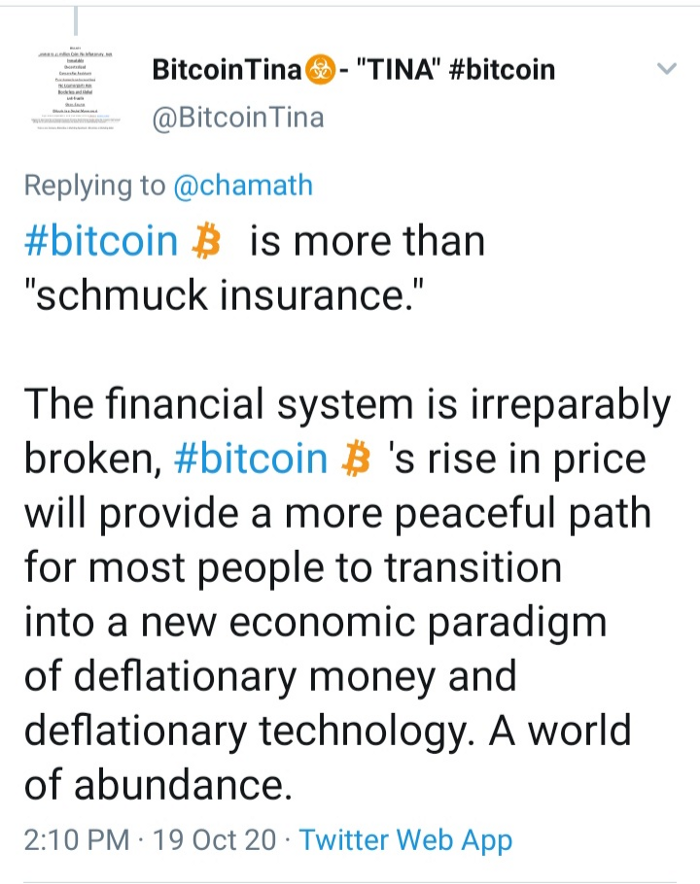 BitcoinTina☣- "TINA" #bitcoin
@BitcoinTina
Replying to @chamath
#bitcoin ₿ is more than
"schmuck insurance."
The financial system is irreparably
broken, #bitcoin ₿ 's rise in price
will provide a more peaceful path
for most people to transition
into a new economic paradigm
of deflationary money and
deflationary technology. A world
of abundance.
2:10 PM · 19 Oct 20 · Twitter Web App